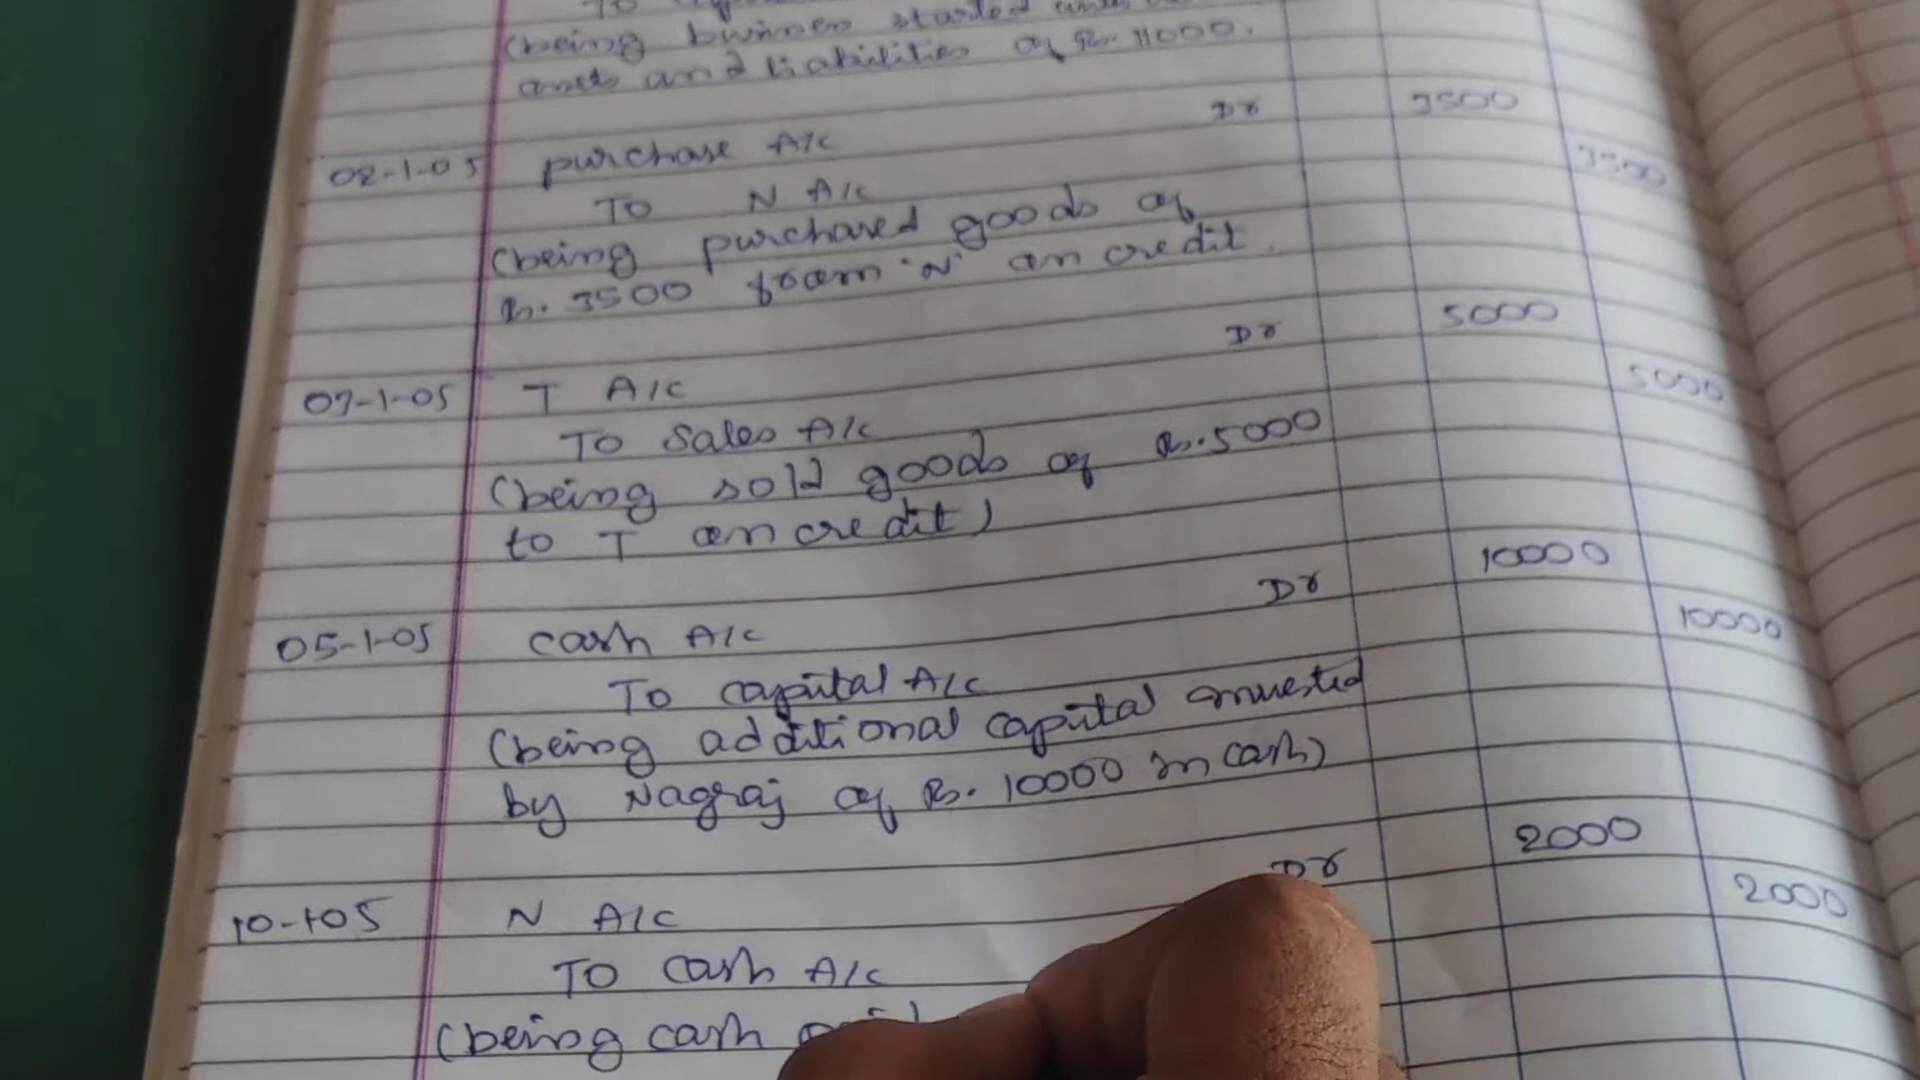 To
(being business started with
assets and liabilities of Rs. 11000.
02-1-05 purchase A/c Dr 3500
To N A/c 3500
(being purchased goods of
Rs. 3500 from 'N' on credit.
07-1-05 T A/c Dr 5000
To Sales A/c 5000
(being sold goods of Rs. 5000
to T on credit)
05-1-05 cash A/c Dr 10000
To capital A/c 10000
(being additional capital invested
by Nagraj of Rs. 10000 in cash)
10-1-05 N A/c Dr 2000
To cash A/c 2000
(being cash